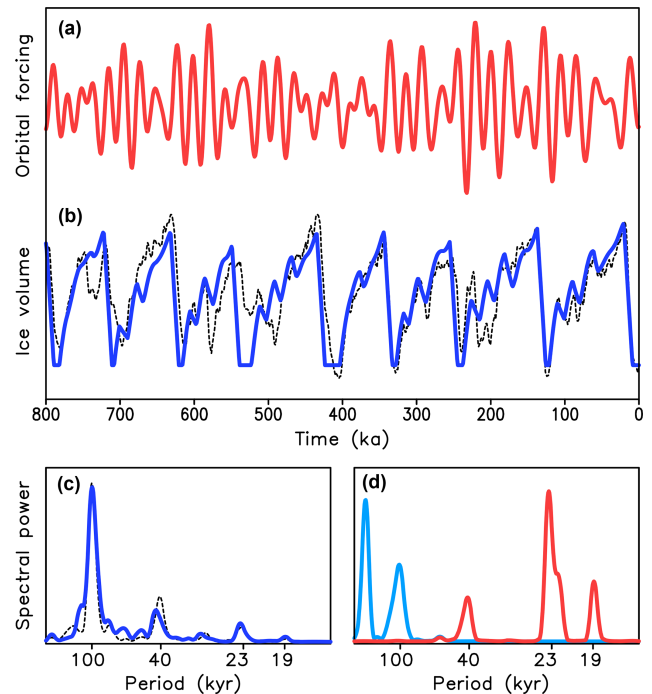 (a)
Orbital forcing
(b)
Ice volume
800 700 600 500 400 300 200 100 0
Time (ka)
(c) (d)
Spectral power
100 40 23 19 100 40 23 19
Period (kyr) Period (kyr)